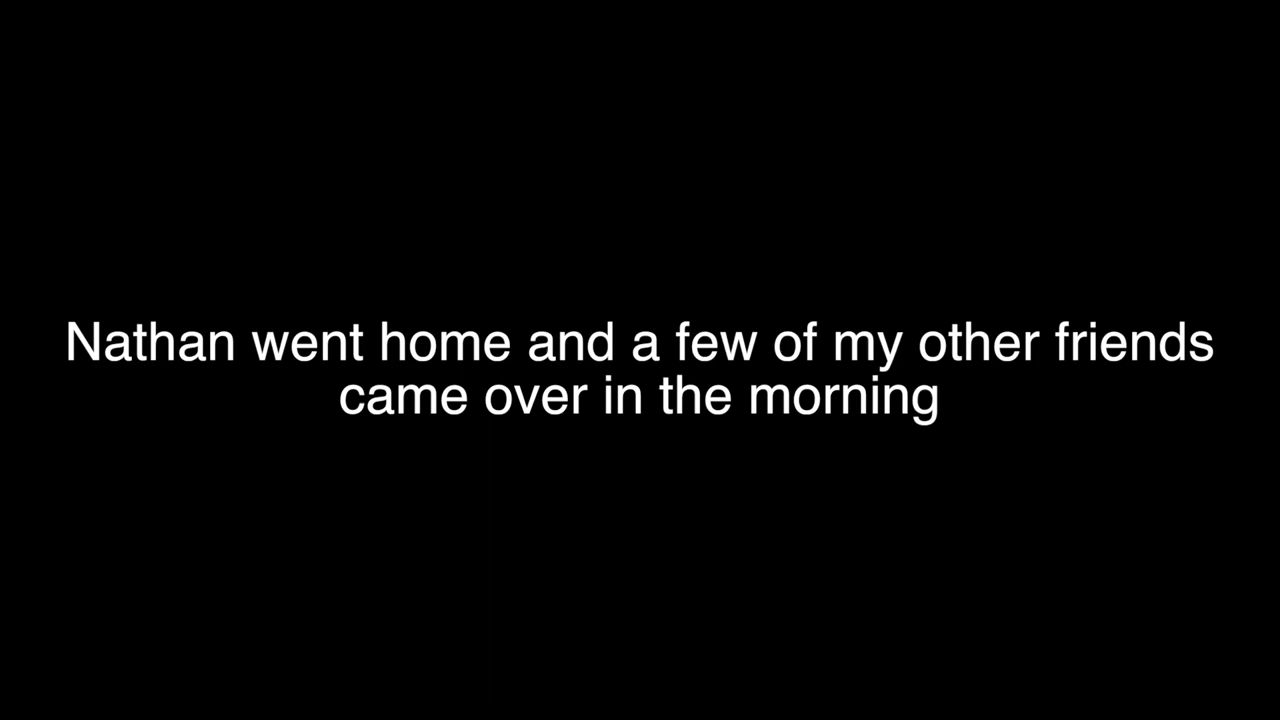 Nathan went home and a few of my other friends
came over in the morning